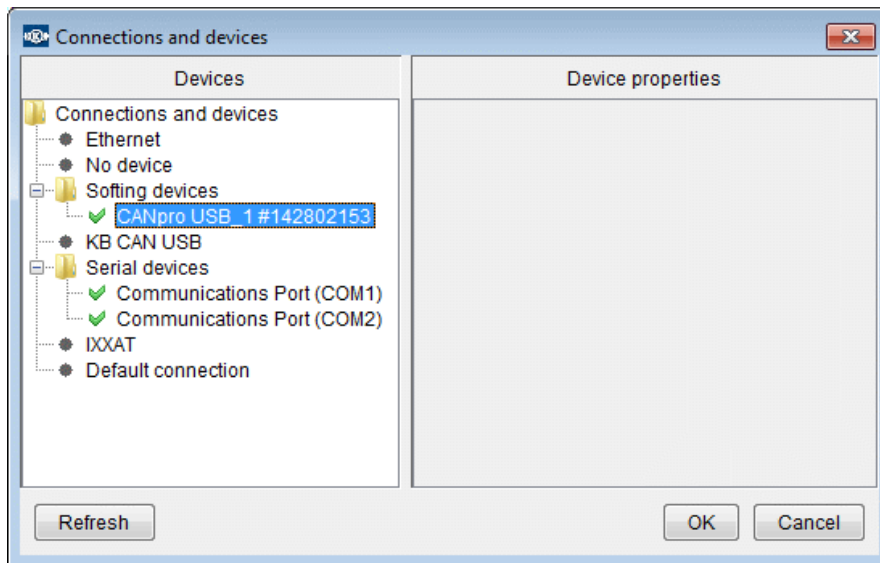 Connections and devices
Devices
Device properties
Connections and devices
Ethernet
No device
Softing devices
CANpro USB_1 #142802153
KB CAN USB
Serial devices
Communications Port (COM1)
Communications Port (COM2)
IXXAT
Default connection
Refresh
OK
Cancel